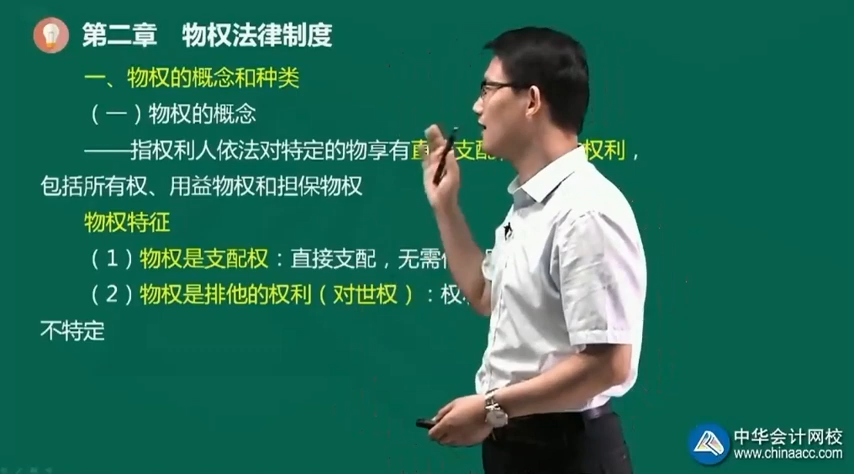 第二章 物权法律制度
一、物权的概念和种类
（一）物权的概念
——指权利人依法对特定的物享有直 支配 权利，
包括所有权、用益物权和担保物权
物权特征
（1）物权是支配权：直接支配，无需
（2）物权是排他的权利（对世权）：权
不特定
中华会计网校
www.chinaacc.com